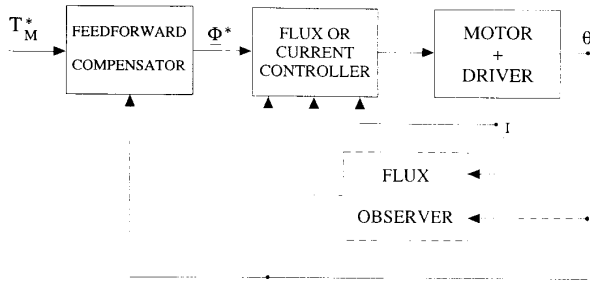 T*M
FEEDFORWARD
COMPENSATOR
Φ*
FLUX OR
CURRENT
CONTROLLER
MOTOR
+
DRIVER
θ
I
FLUX
OBSERVER